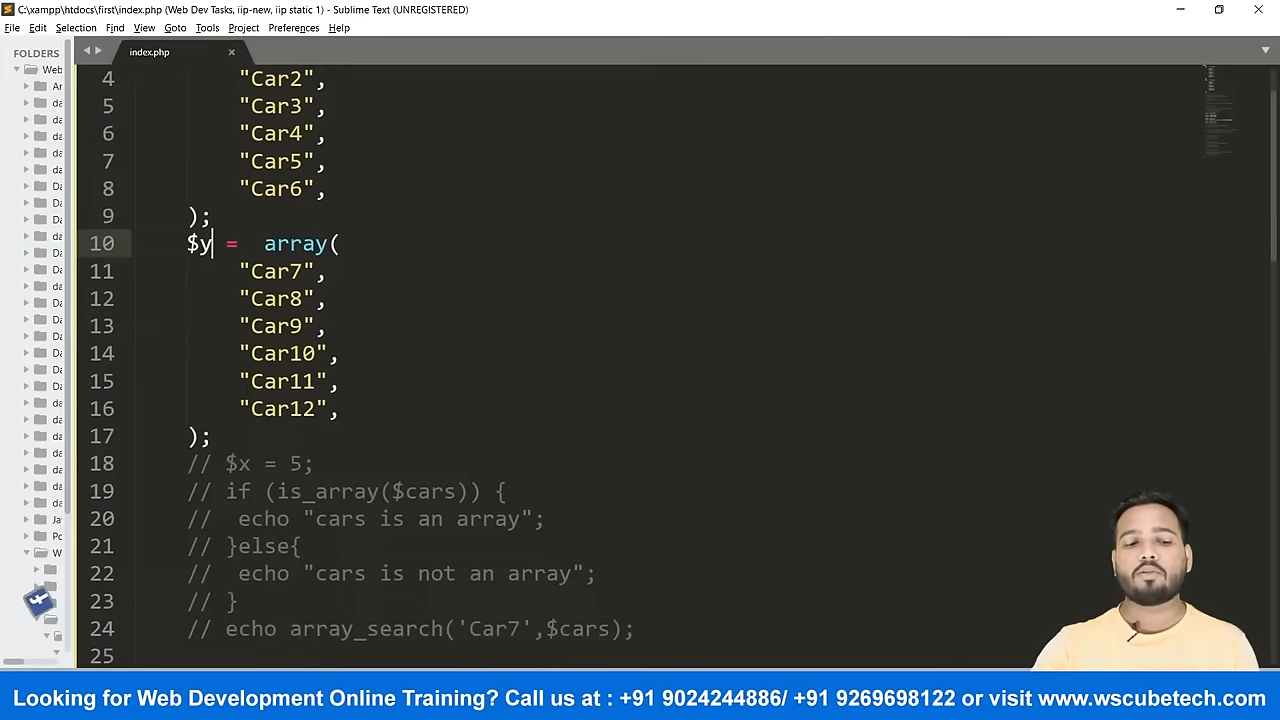 C:\xampp\htdocs\first\index.php (Web Dev Tasks, iip-new, iip static 1) - Sublime Text (UNREGISTERED)
File Edit Selection Find View Goto Tools Project Preferences Help
FOLDERS
index.php
Web
4 "Car2",
5 "Car3",
6 "Car4",
7 "Car5",
8 "Car6",
9 );
10 $y = array(
11 "Car7",
12 "Car8",
13 "Car9",
14 "Car10",
15 "Car11",
16 "Car12",
17 );
18 // $x = 5;
19 // if (is_array($cars)) {
20 // echo "cars is an array";
21 // }else{
22 // echo "cars is not an array";
23 // }
24 // echo array_search('Car7',$cars);
25
Looking for Web Development Online Training? Call us at : +91 9024244886/ +91 9269698122 or visit www.wscubetech.com